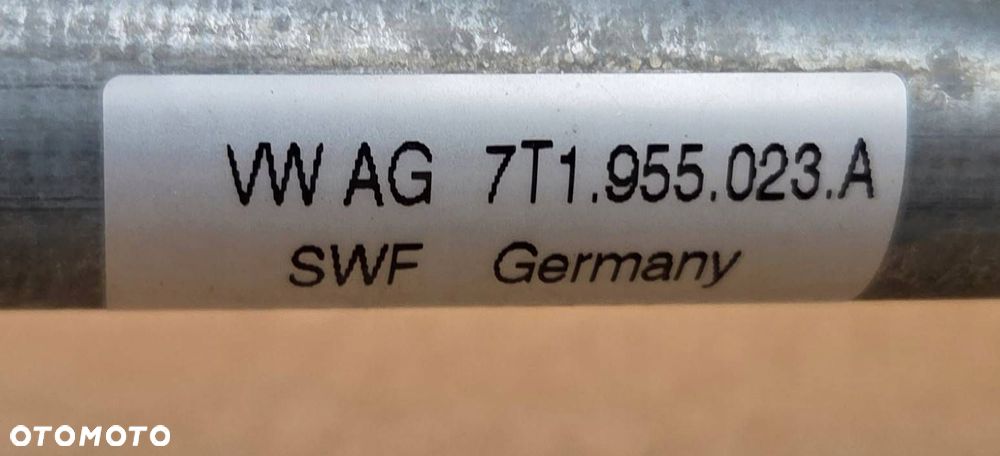 VW AG 7T1.955.023.A
SWF Germany
OTOMOTO